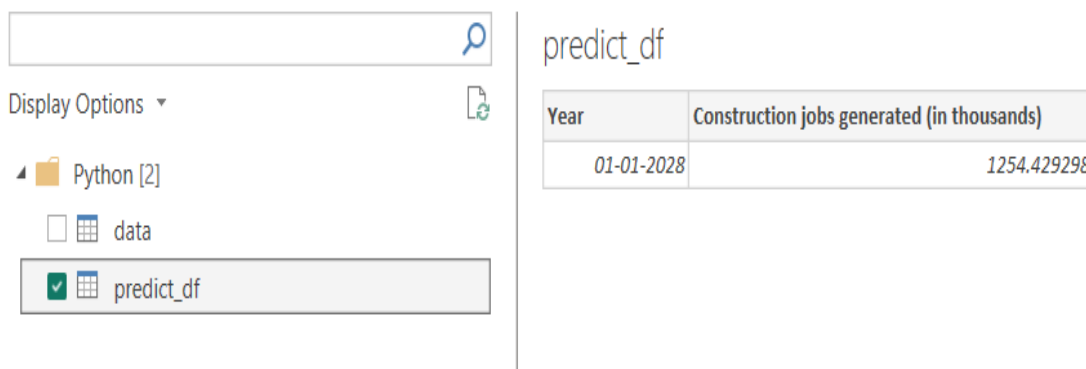 Display Options
Python [2]
data
predict_df
predict_df
Year Construction jobs generated (in thousands)
01-01-2028 1254.429298